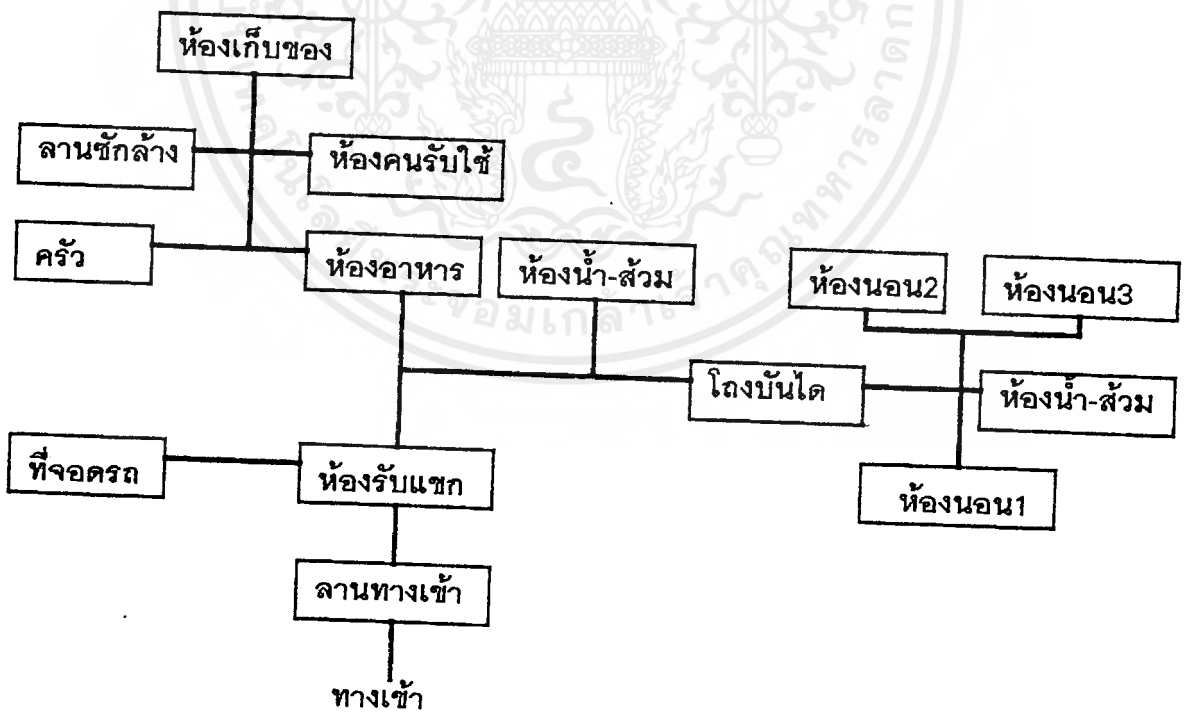 ห้องเก็บของ
ลานซักล้าง
ห้องคนรับใช้
ครัว
ห้องอาหาร
ห้องน้ำ-ส้วม
ห้องนอน2
ห้องนอน3
โถงบันได
ห้องน้ำ-ส้วม
ที่จอดรถ
ห้องรับแขก
ห้องนอน1
ลานทางเข้า
ทางเข้า